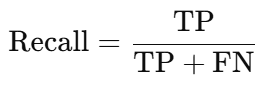 Recall = TP / TP + FN